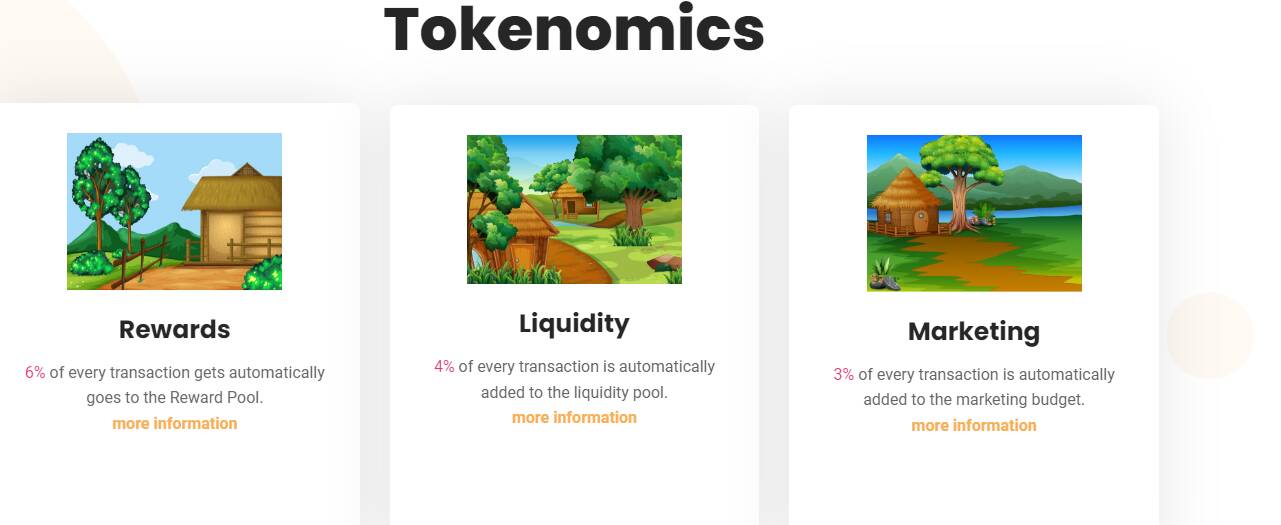 Tokenomics
Rewards
6% of every transaction gets automatically
goes to the Reward Pool.
more information
Liquidity
4% of every transaction is automatically
added to the liquidity pool.
more information
Marketing
3% of every transaction is automatically
added to the marketing budget.
more information